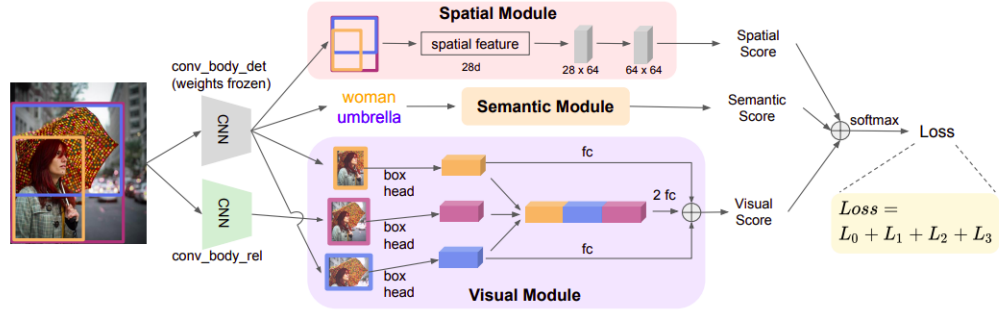 Spatial Module
spatial feature
28d
28 x 64
64 x 64
Spatial
Score
conv_body_det
(weights frozen)
CNN
woman
umbrella
Semantic Module
Semantic
Score
softmax
Loss
CNN
conv_body_rel
box
head
box
head
box
head
fc
2 fc
fc
Visual
Score
Visual Module
Loss =
L₀ + L₁ + L₂ + L₃